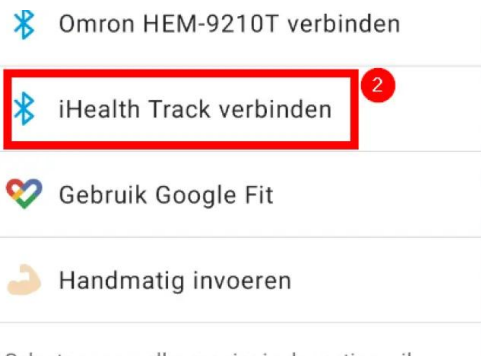 Omron HEM-9210T verbinden
2
iHealth Track verbinden
Gebruik Google Fit
Handmatig invoeren